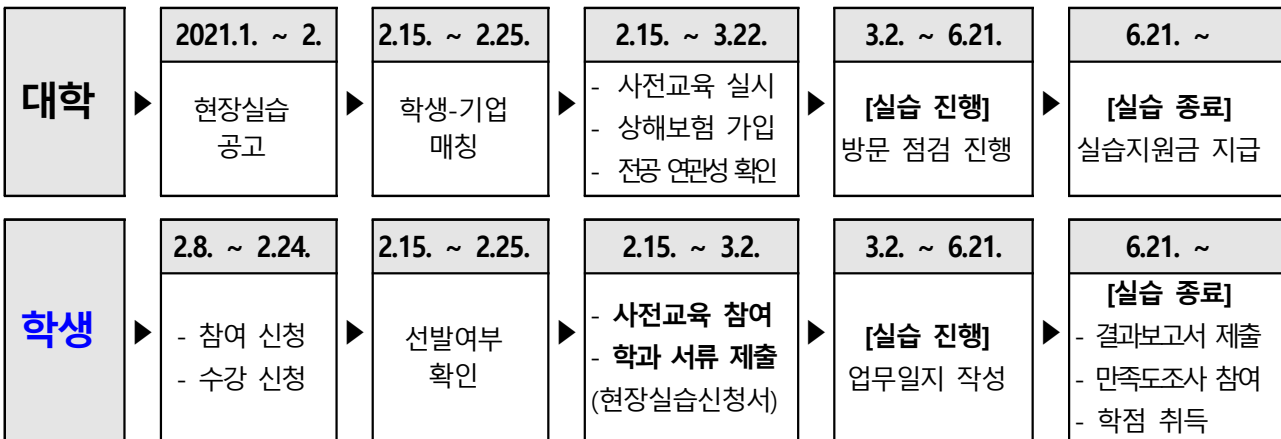 대학
2021.1. ~ 2.
현장실습
공고
2.15. ~ 2.25.
학생-기업
매칭
2.15. ~ 3.22.
- 사전교육 실시
- 상해보험 가입
- 전공 연관성 확인
3.2. ~ 6.21.
[실습 진행]
방문 점검 진행
6.21. ~
[실습 종료]
실습지원금 지급
학생
2.8. ~ 2.24.
- 참여 신청
- 수강 신청
2.15. ~ 2.25.
선발여부
확인
2.15. ~ 3.2.
- 사전교육 참여
- 학과 서류 제출
(현장실습신청서)
3.2. ~ 6.21.
[실습 진행]
업무일지 작성
6.21. ~
[실습 종료]
- 결과보고서 제출
- 만족도조사 참여
- 학점 취득